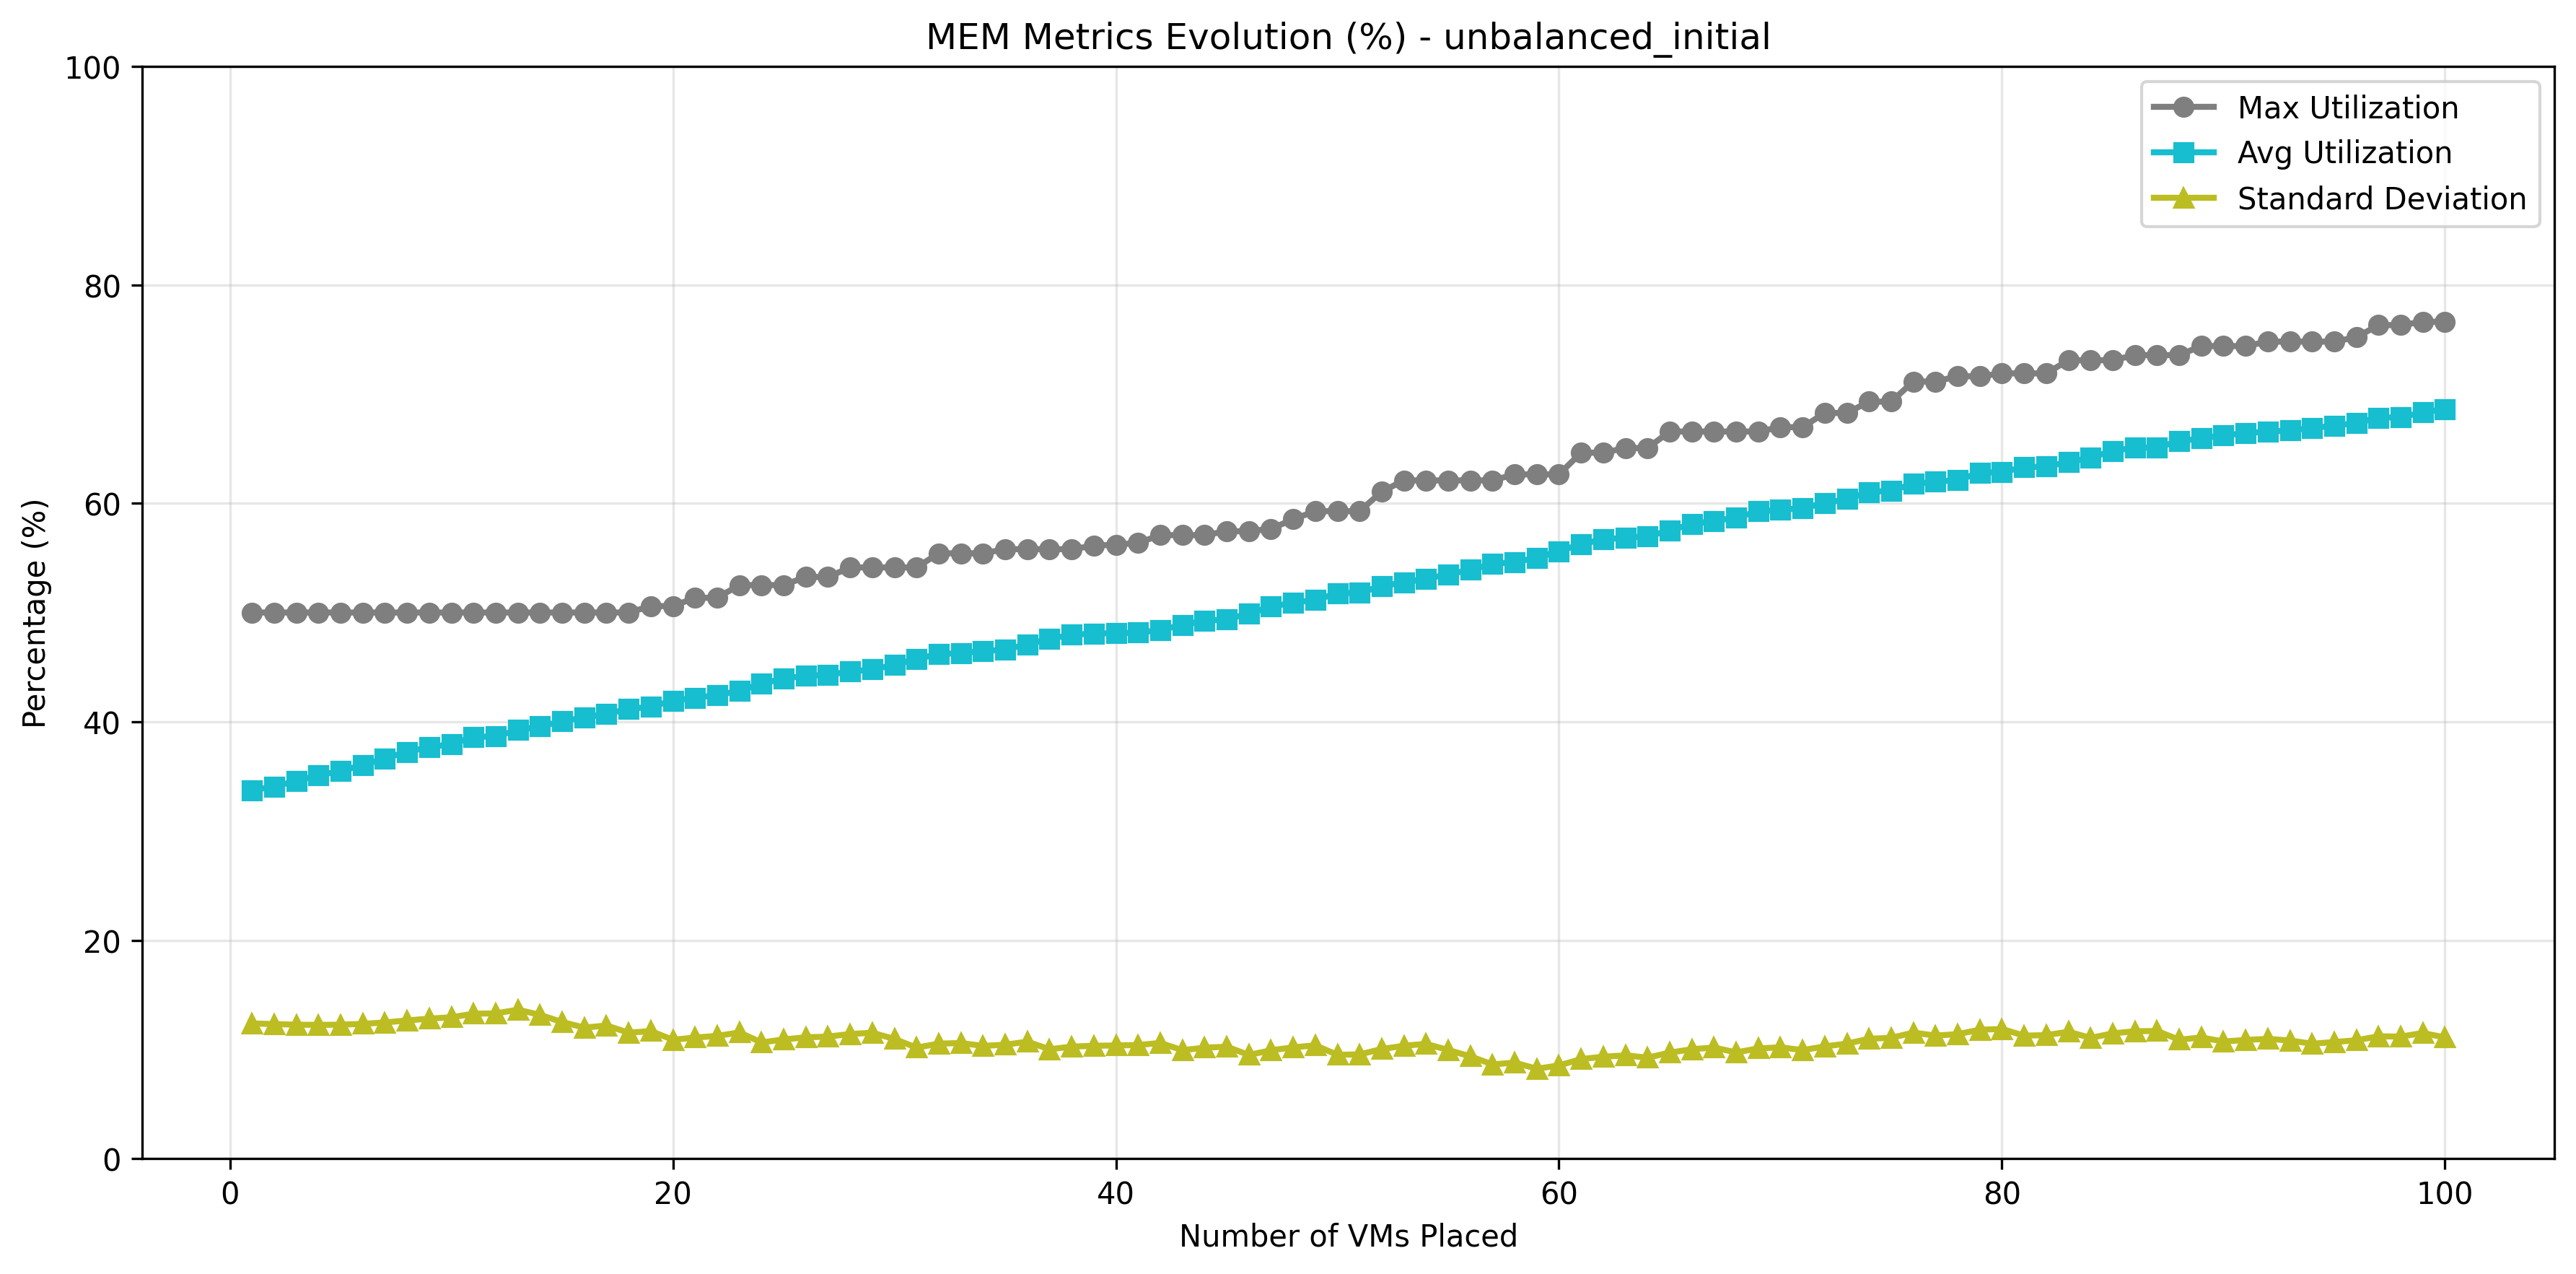 MEM Metrics Evolution (%) - unbalanced_initial
Max Utilization
Avg Utilization
Standard Deviation
Percentage (%)
100
80
60
40
20
0
0 20 40 60 80 100
Number of VMs Placed